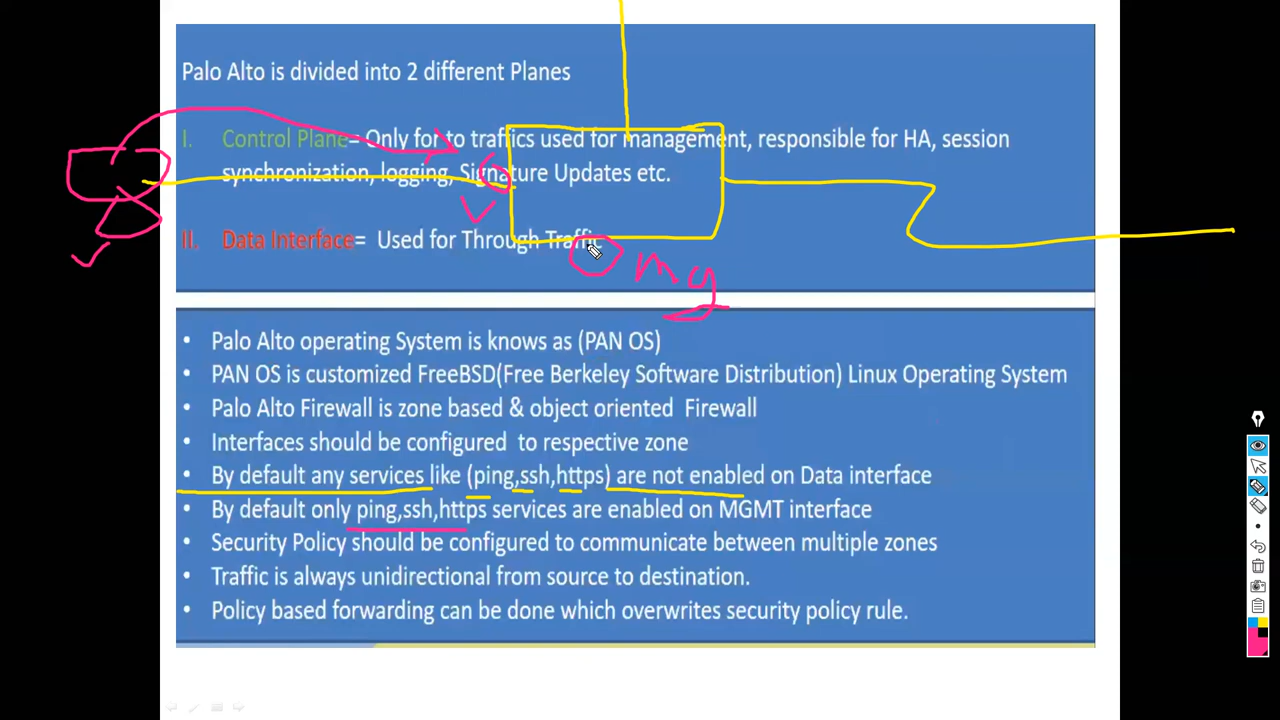 Palo Alto is divided into 2 different Planes
I. Control Plane= Only for to traffics used for management, responsible for HA, session
synchronization, logging, Signature Updates etc.
II. Data Interface= Used for Through Traffic
mg
• Palo Alto operating System is knows as (PAN OS)
• PAN OS is customized FreeBSD(Free Berkeley Software Distribution) Linux Operating System
• Palo Alto Firewall is zone based & object oriented Firewall
• Interfaces should be configured to respective zone
• By default any services like (ping,ssh,https) are not enabled on Data interface
• By default only ping,ssh,https services are enabled on MGMT interface
• Security Policy should be configured to communicate between multiple zones
• Traffic is always unidirectional from source to destination.
• Policy based forwarding can be done which overwrites security policy rule.